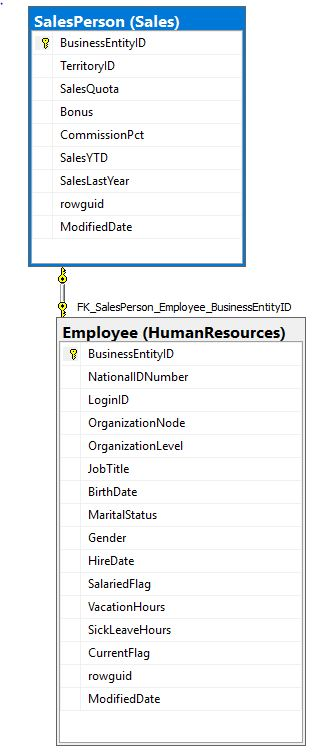 SalesPerson (Sales)
BusinessEntityID
TerritoryID
SalesQuota
Bonus
CommissionPct
SalesYTD
SalesLastYear
rowguid
ModifiedDate
FK_SalesPerson_Employee_BusinessEntityID
Employee (HumanResources)
BusinessEntityID
NationalIDNumber
LoginID
OrganizationNode
OrganizationLevel
JobTitle
BirthDate
MaritalStatus
Gender
HireDate
SalariedFlag
VacationHours
SickLeaveHours
CurrentFlag
rowguid
ModifiedDate